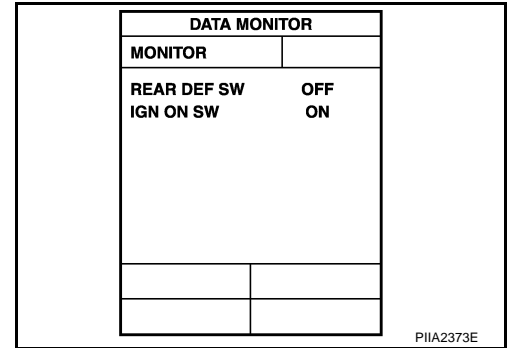 DATA MONITOR
MONITOR
REAR DEF SW OFF
IGN ON SW ON
PIIA2373E